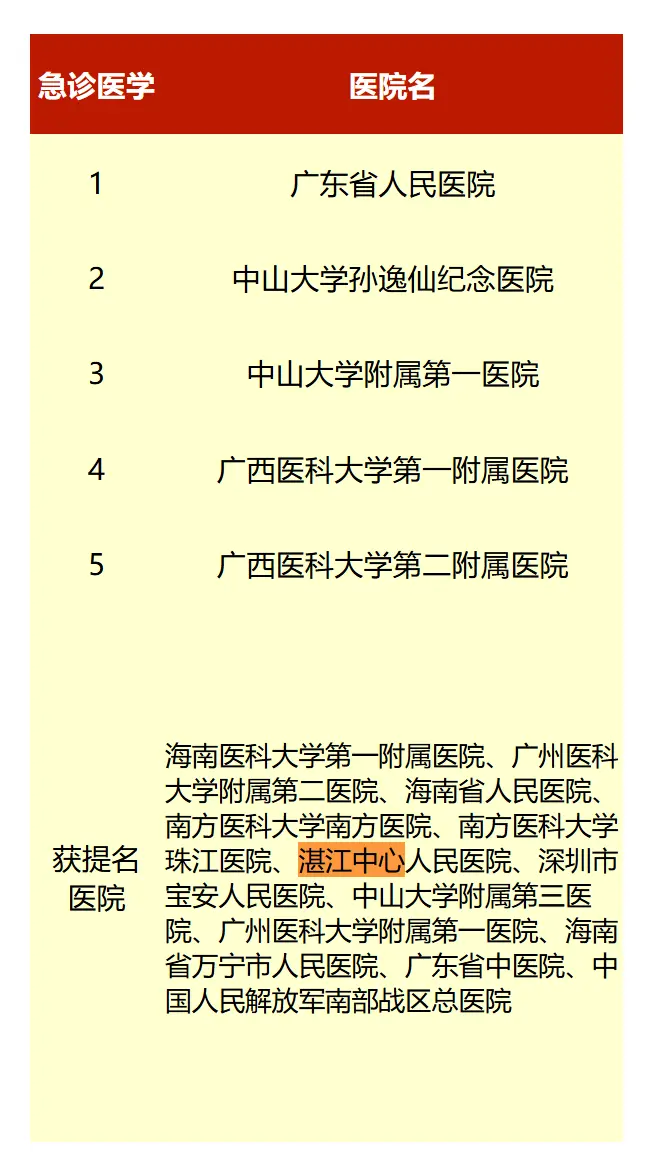 急诊医学 医院名
1 广东省人民医院
2 中山大学孙逸仙纪念医院
3 中山大学附属第一医院
4 广西医科大学第一附属医院
5 广西医科大学第二附属医院
获提名
医院
海南医科大学第一附属医院、广州医科
大学附属第二医院、海南省人民医院、
南方医科大学南方医院、南方医科大学
珠江医院、湛江中心人民医院、深圳市
宝安人民医院、中山大学附属第三医
院、广州医科大学附属第一医院、海南
省万宁市人民医院、广东省中医院、中
国人民解放军南部战区总医院